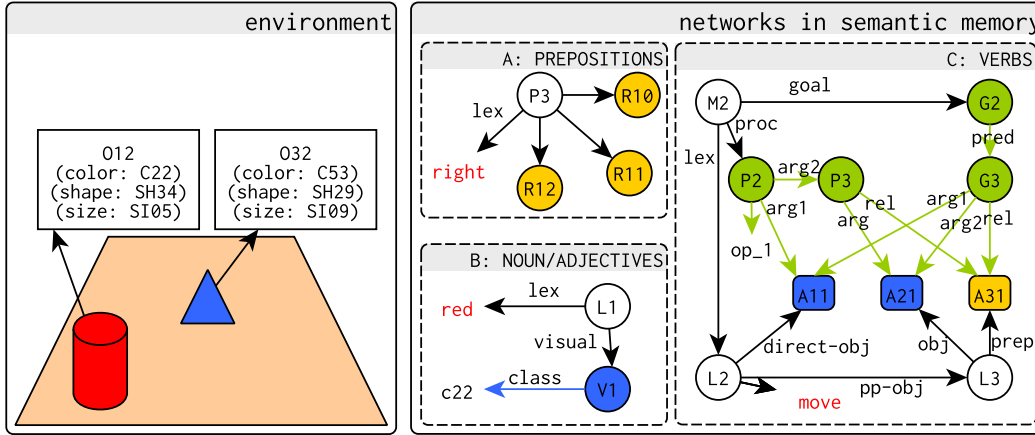 environment
O12
(color: C22)
(shape: SH34)
(size: SI05)
O32
(color: C53)
(shape: SH29)
(size: SI09)
networks in semantic memory
A: PREPOSITIONS
P3
R10
lex
right
R12
R11
B: NOUN/ADJECTIVES
red
lex
L1
visual
c22
class
V1
C: VERBS
M2
goal
G2
proc
pred
lex
P2
arg2
P3
G3
arg1
rel
arg1
arg
arg2
rel
op_1
A11
A21
A31
direct-obj
obj
prep
L2
pp-obj
L3
move